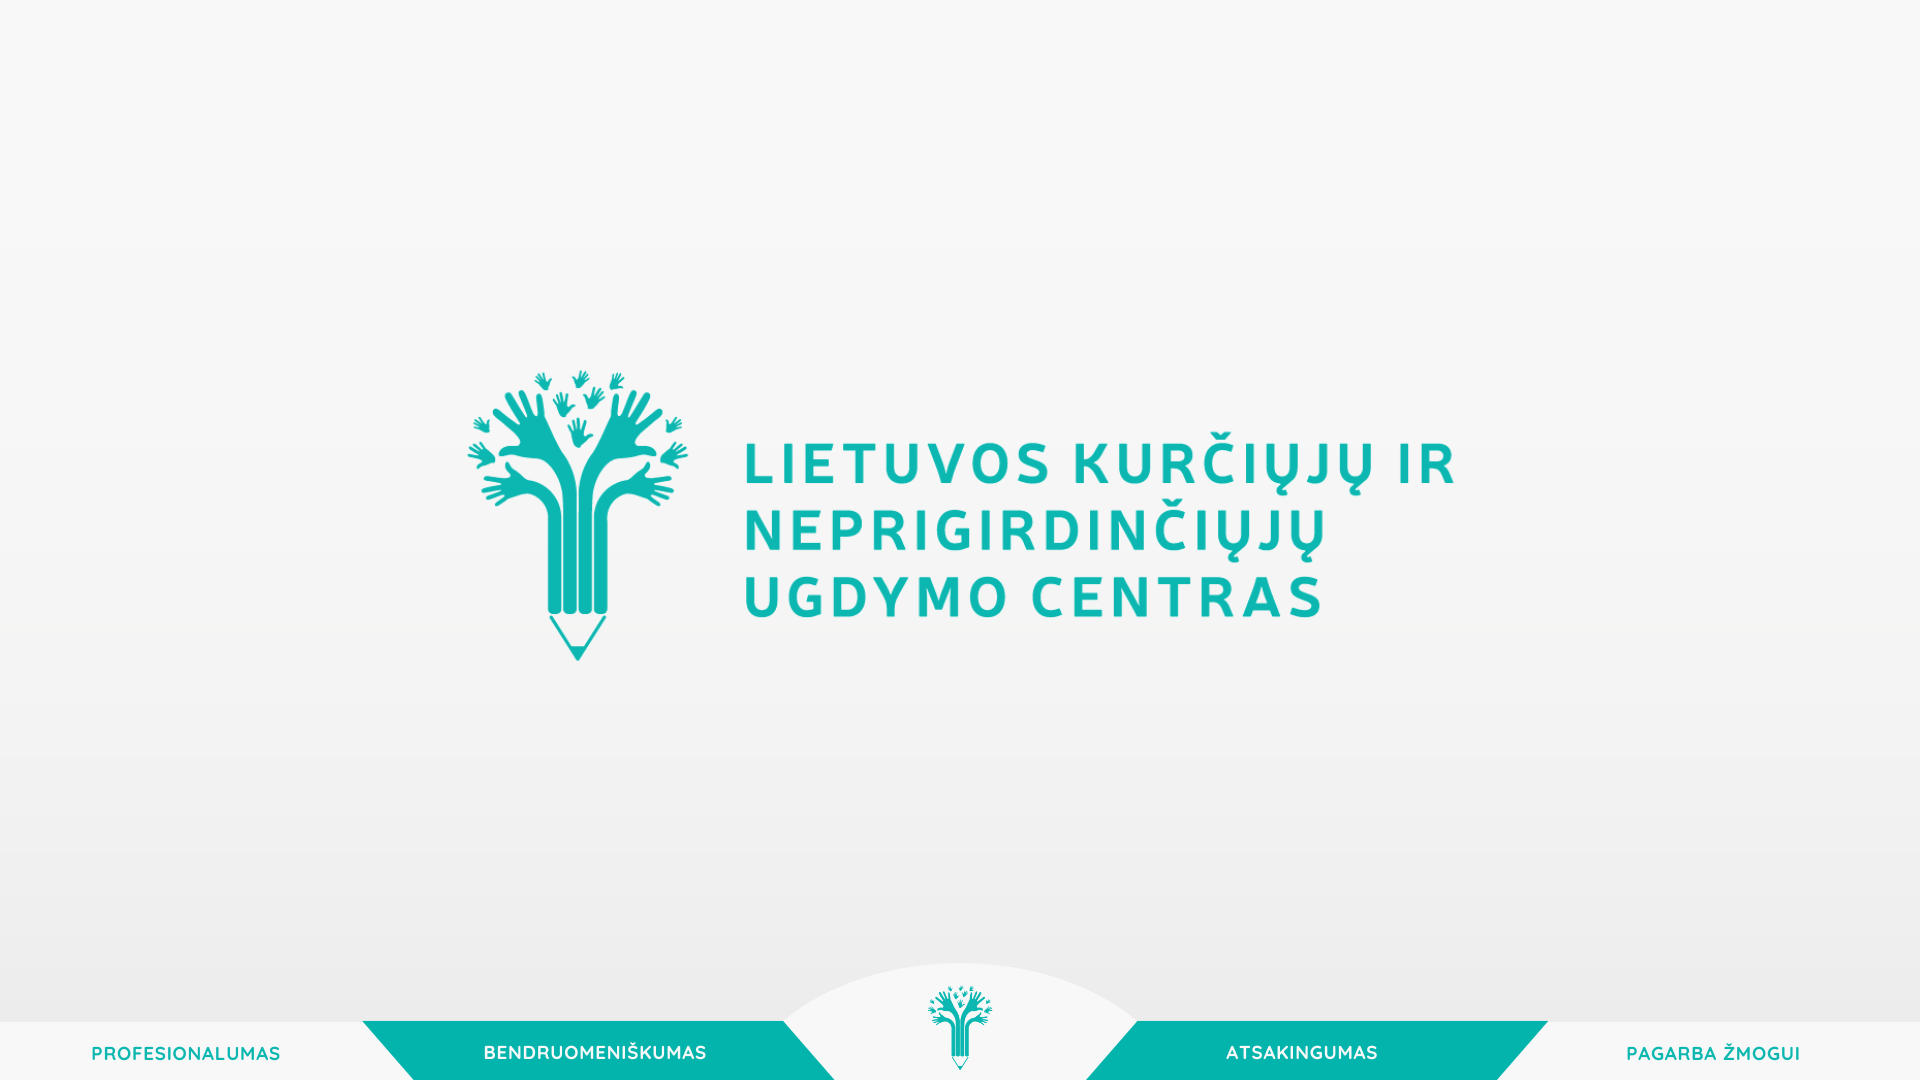 LIETUVOS KURČIŲJŲ IR
NEPRIGIRDINČIŲJŲ
UGDYMO CENTRAS
PROFESIONALUMAS
BENDRUOMENIŠKUMAS
ATSAKINGUMAS
PAGARBA ŽMOGUI